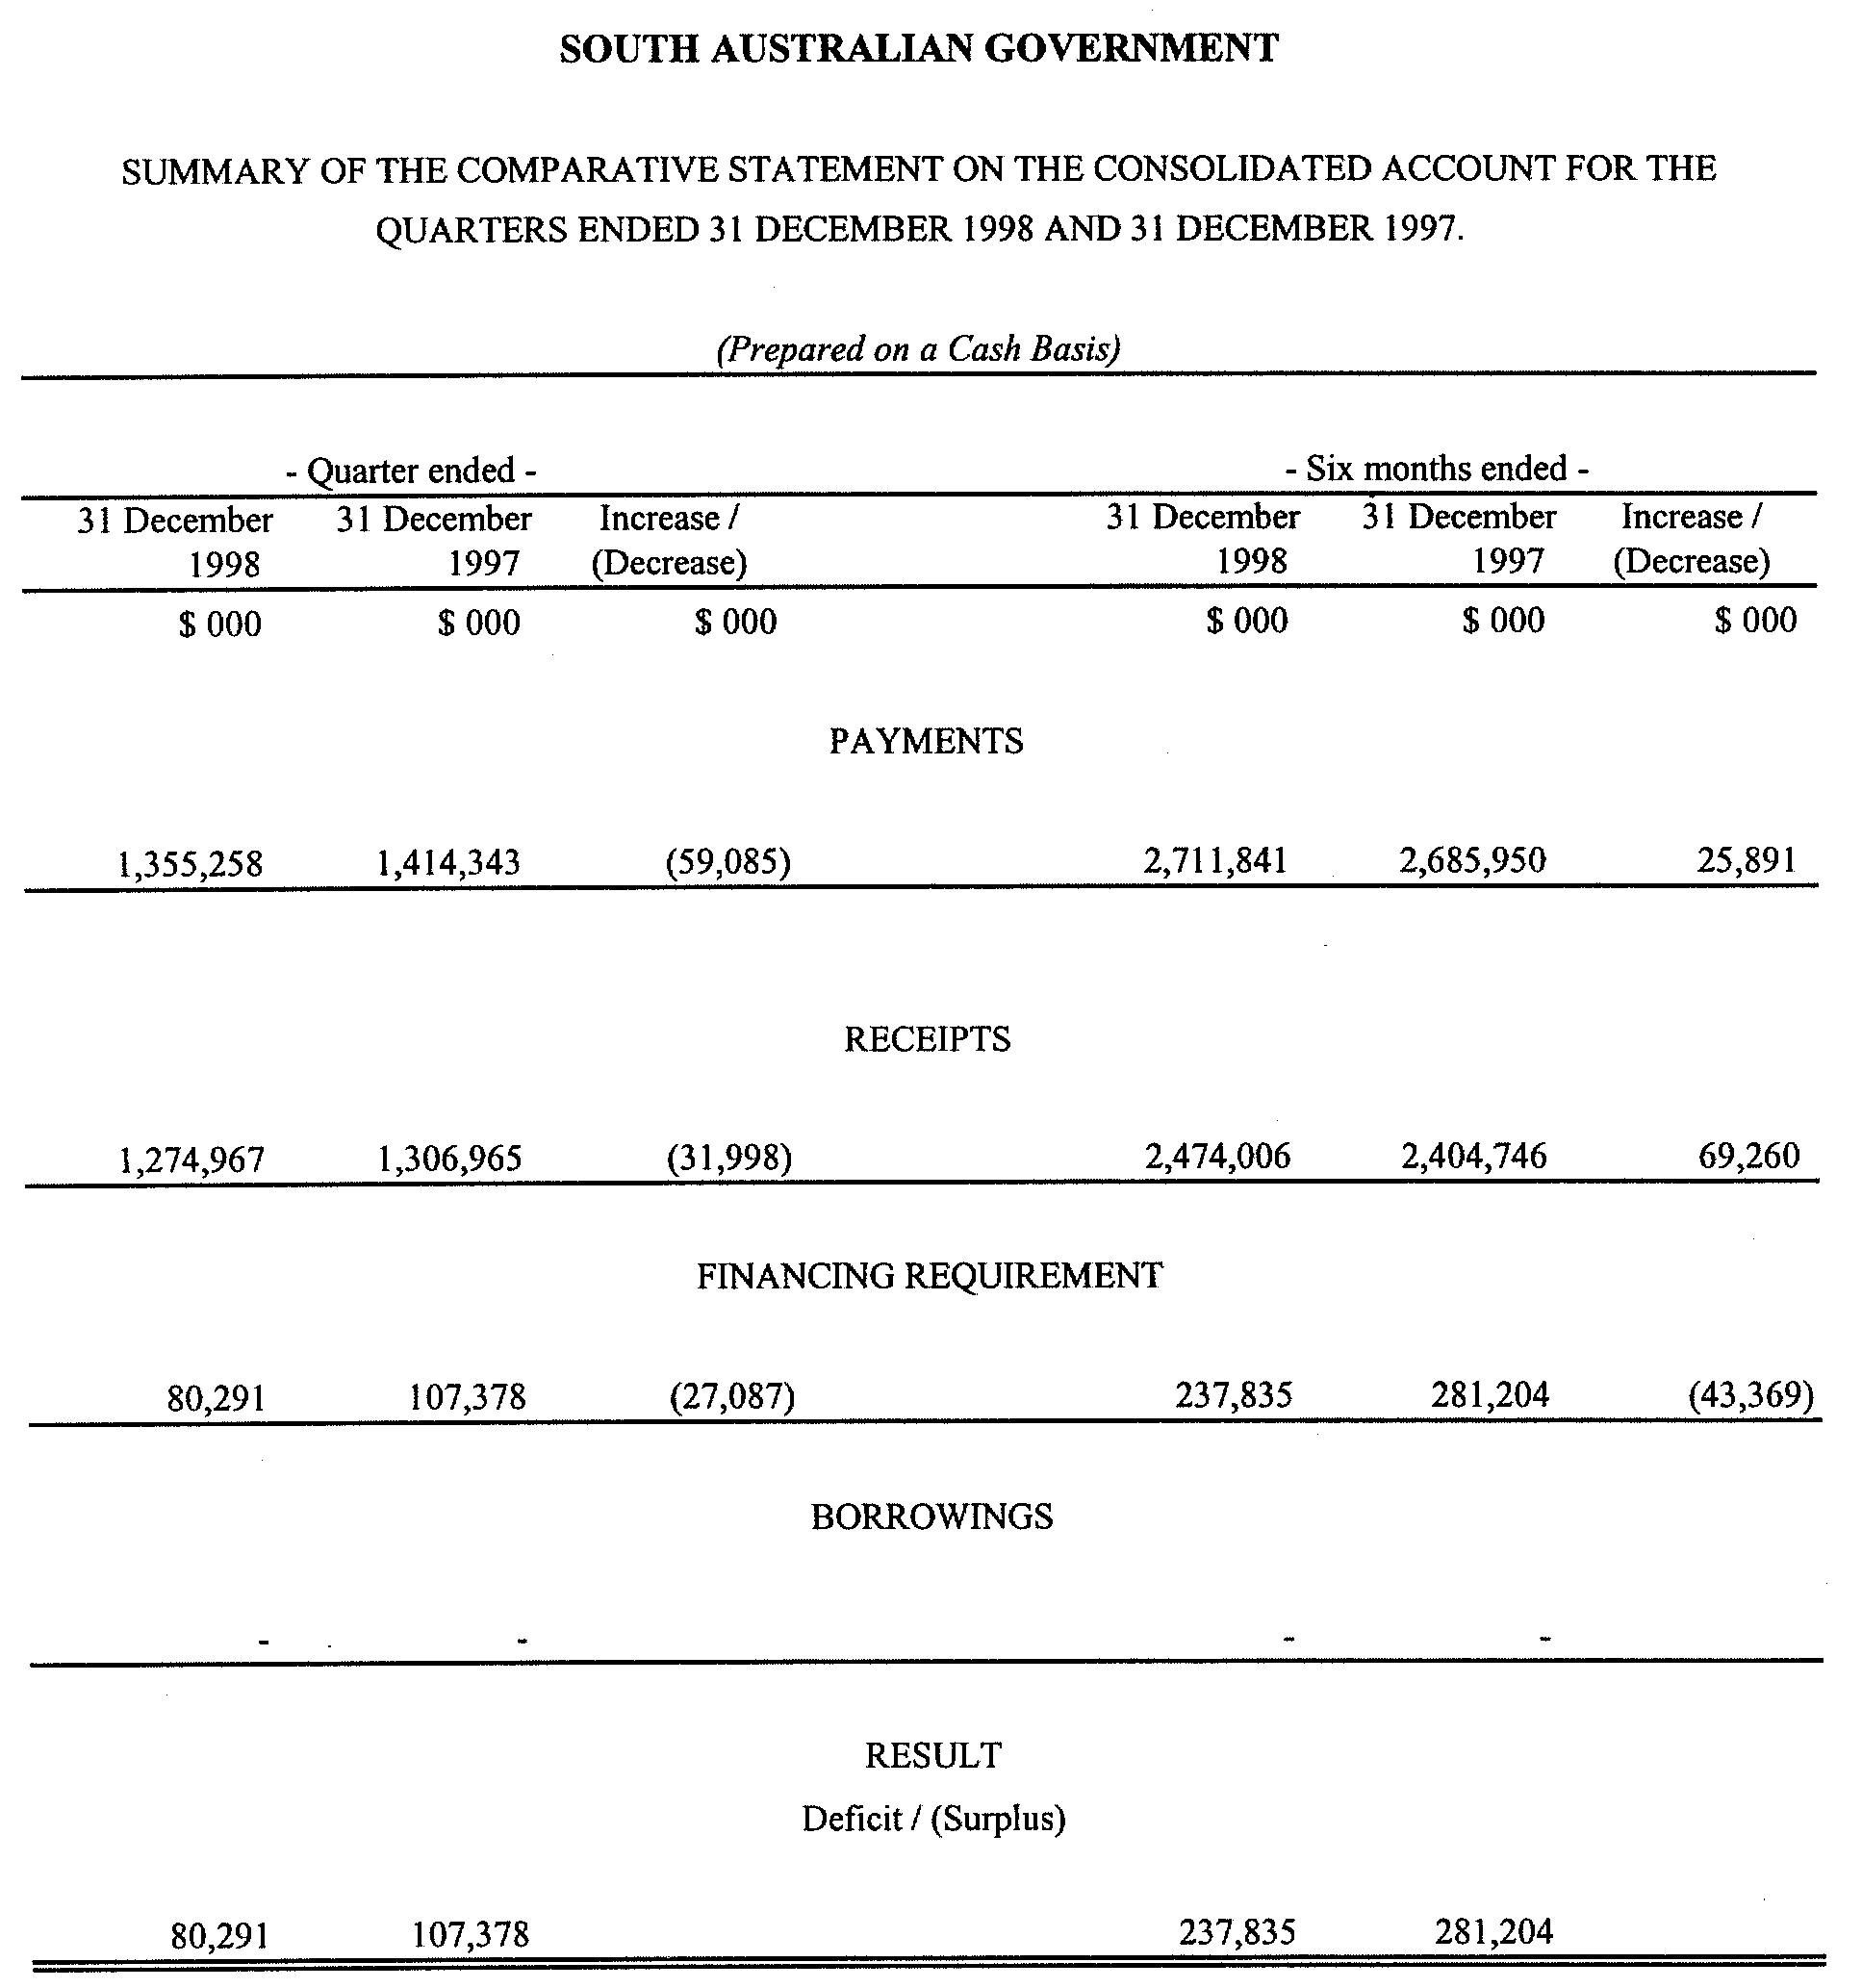 SOUTH AUSTRALIAN GOVERNMENT
SUMMARY OF THE COMPARATIVE STATEMENT ON THE CONSOLIDATED ACCOUNT FOR THE
QUARTERS ENDED 31 DECEMBER 1998 AND 31 DECEMBER 1997.
(Prepared on a Cash Basis)
- Quarter ended - - Six months ended -
31 December 31 December Increase / 31 December 31 December Increase /
1998 1997 (Decrease) 1998 1997 (Decrease)
$ 000 $ 000 $ 000 $ 000 $ 000 $ 000
PAYMENTS
1,355,258 1,414,343 (59,085) 2,711,841 2,685,950 25,891
RECEIPTS
1,274,967 1,306,965 (31,998) 2,474,006 2,404,746 69,260
FINANCING REQUIREMENT
80,291 107,378 (27,087) 237,835 281,204 (43,369)
BORROWINGS
- - - -
RESULT
Deficit / (Surplus)
80,291 107,378 237,835 281,204